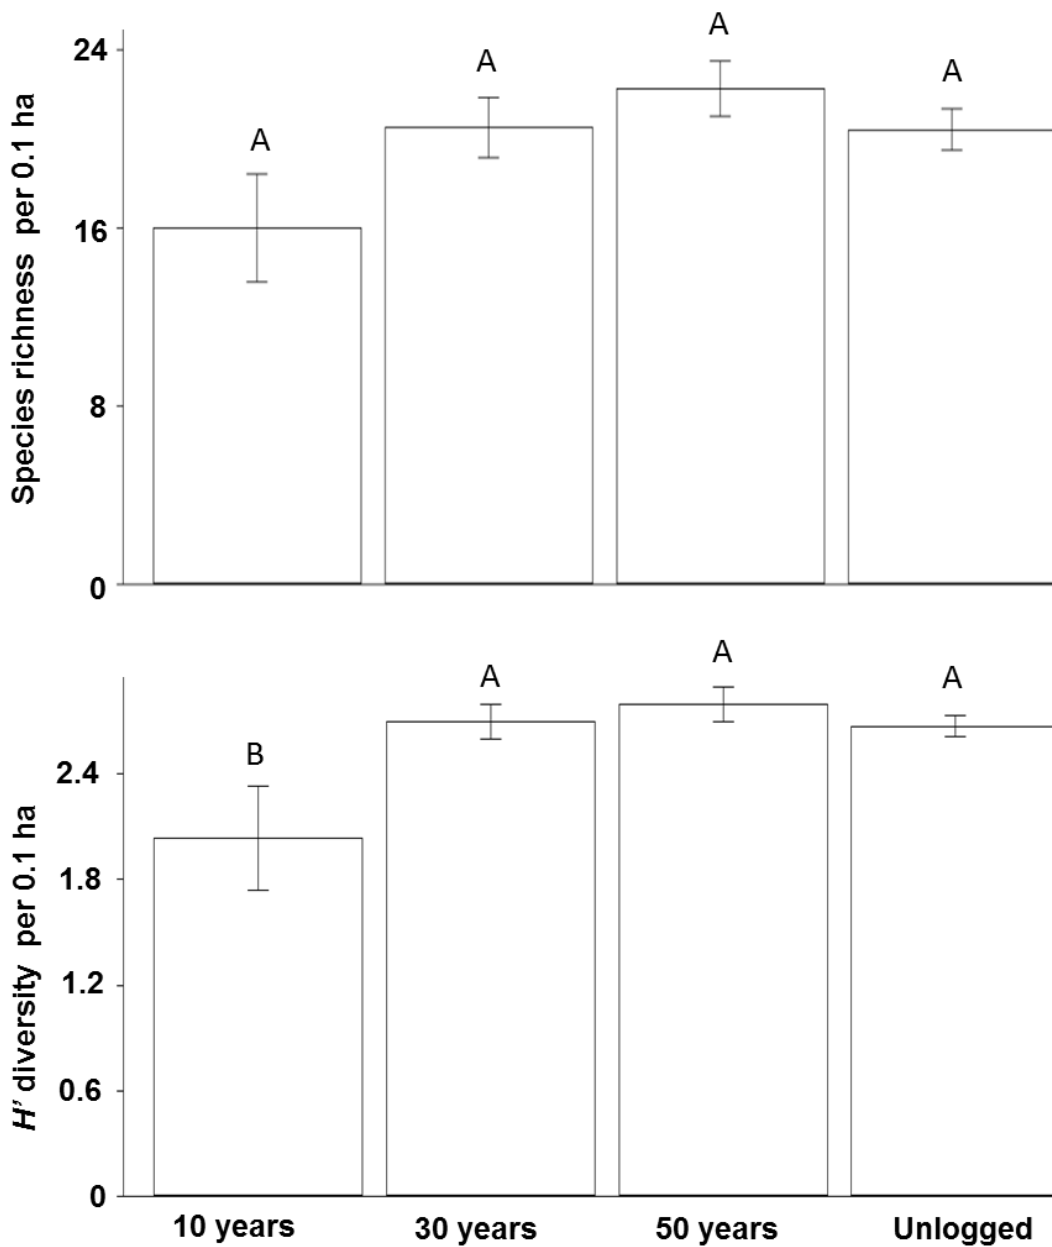 Species richness per 0.1 ha
24
16
8
0
A
A
A
A
H' diversity per 0.1 ha
2.4
1.8
1.2
0.6
0
B
A
A
A
10 years
30 years
50 years
Unlogged